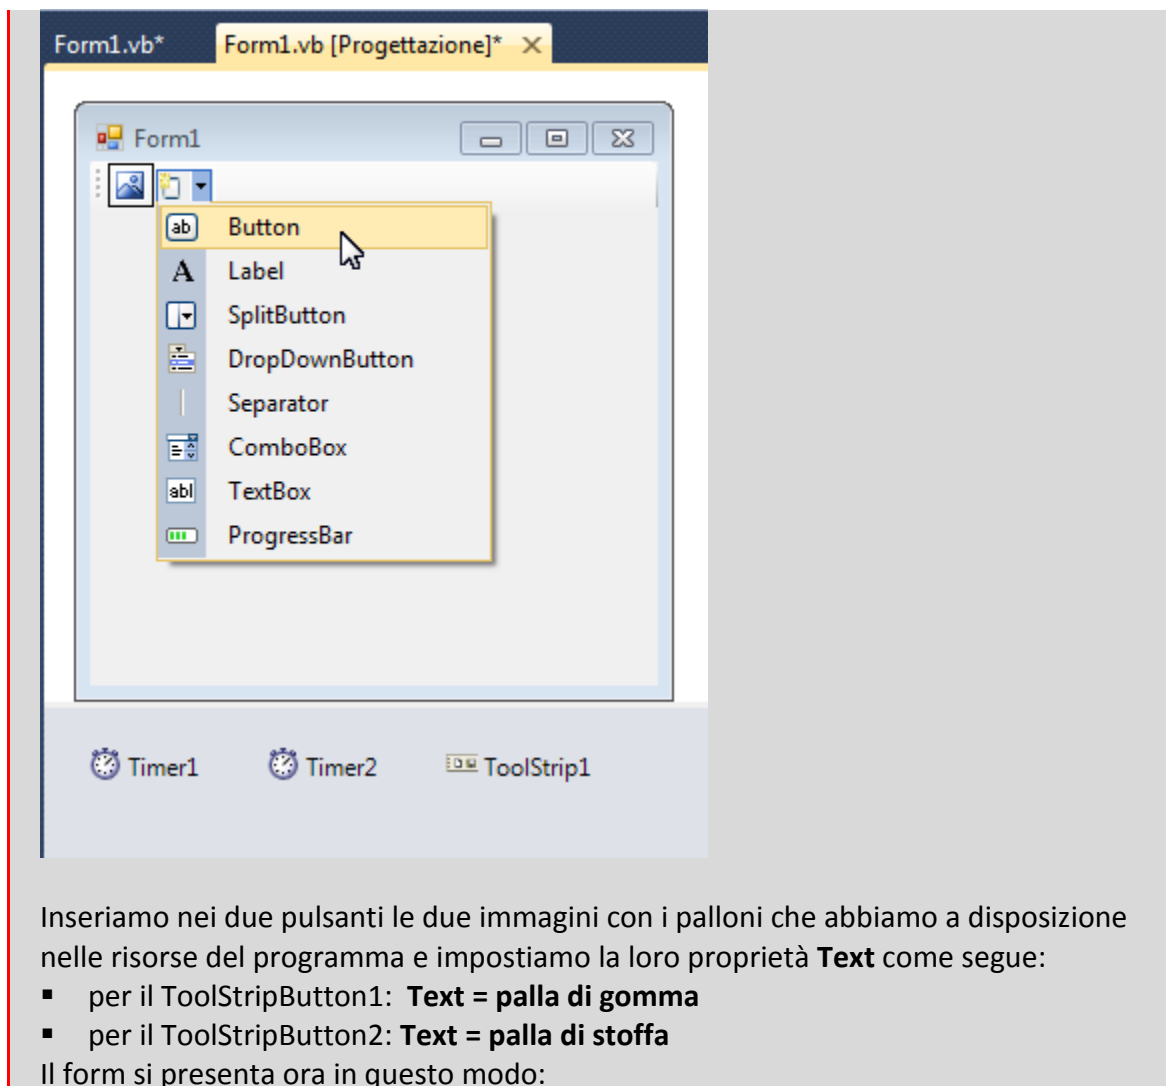 Form1.vb* Form1.vb [Progettazione]*
Form1
Button
A Label
SplitButton
DropDownButton
Separator
ComboBox
TextBox
ProgressBar
Timer1 Timer2 ToolStrip1
Inseriamo nei due pulsanti le due immagini con i palloni che abbiamo a disposizione
nelle risorse del programma e impostiamo la loro proprietà Text come segue:
▪ per il ToolStripButton1: Text = palla di gomma
▪ per il ToolStripButton2: Text = palla di stoffa
Il form si presenta ora in questo modo: